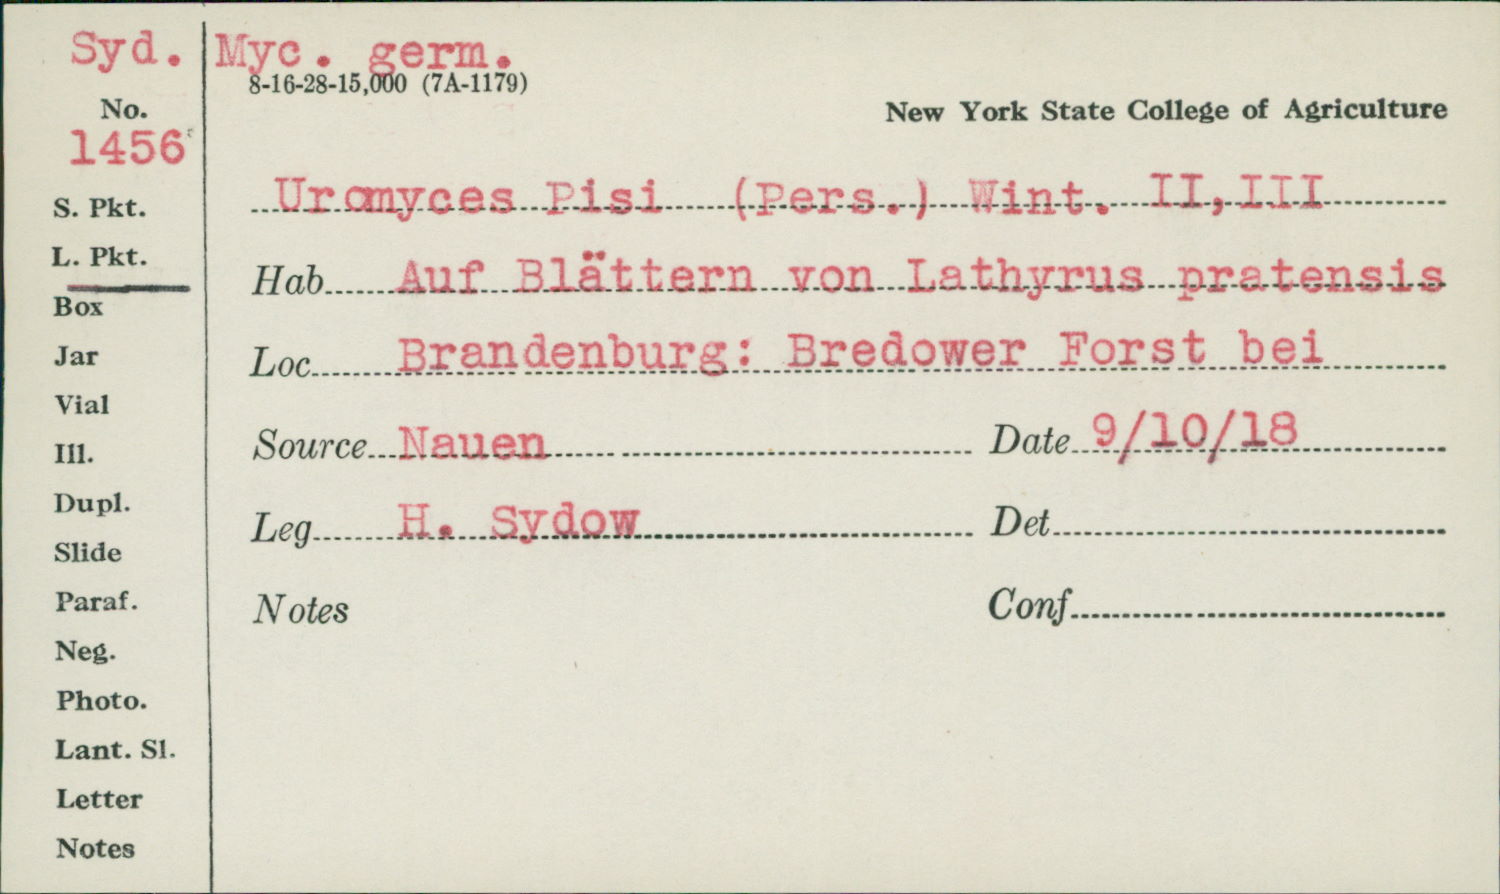 Syd. Myc. germ.
8-16-28-15,000 (7A-1179)
No.
New York State College of Agriculture
1456
S. Pkt.
Uromyces Pisi (Pers.) Wint. II,III
L. Pkt.
Hab Auf Blättern von Lathyrus pratensis
Box
Jar
Loc Brandenburg: Bredower Forst bei
Vial
Source Nauen Date 9/10/18
Ill.
Dupl.
Leg H. Sydow Det
Slide
Paraf.
Notes Conf
Neg.
Photo.
Lant. Sl.
Letter
Notes